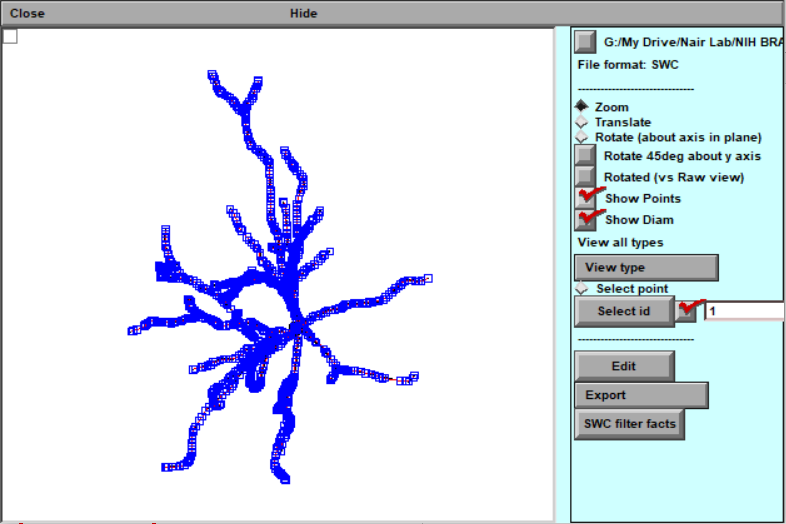 Close Hide
G:/My Drive/Nair Lab/NIH BRA
File format: SWC
Zoom
Translate
Rotate (about axis in plane)
Rotate 45deg about y axis
Rotated (vs Raw view)
Show Points
Show Diam
View all types
View type
Select point
Select id 1
Edit
Export
SWC filter facts